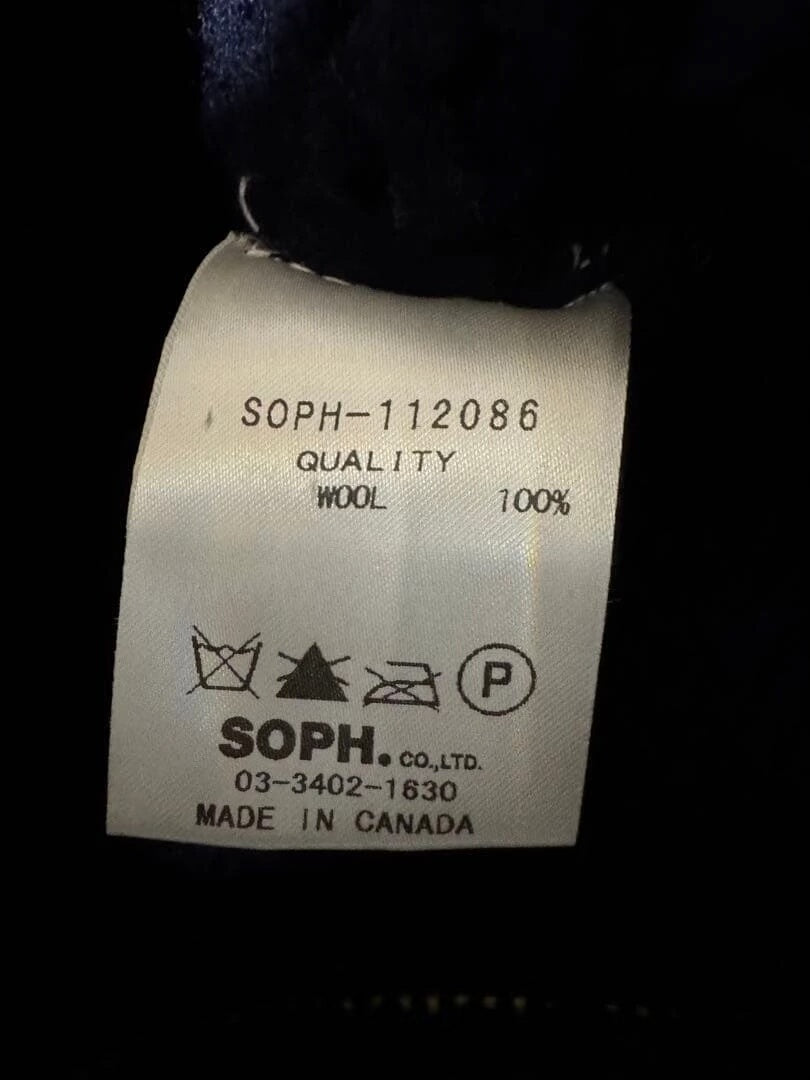 SOPH-112086
QUALITY
WOOL 100%
P
SOPH. CO.,LTD.
03-3402-1630
MADE IN CANADA